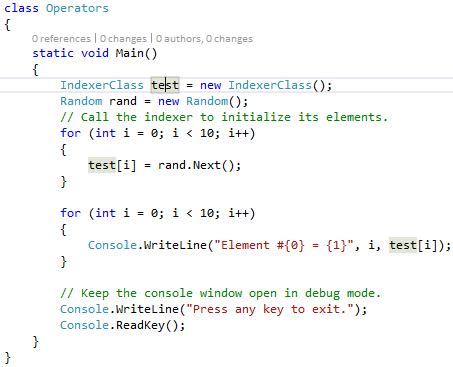 class Operators
{
0 references | 0 changes | 0 authors, 0 changes
static void Main()
{
IndexerClass test = new IndexerClass();
Random rand = new Random();
// Call the indexer to initialize its elements.
for (int i = 0; i < 10; i++)
{
test[i] = rand.Next();
}
for (int i = 0; i < 10; i++)
{
Console.WriteLine("Element #{0} = {1}", i, test[i]);
}
// Keep the console window open in debug mode.
Console.WriteLine("Press any key to exit.");
Console.ReadKey();
}
}